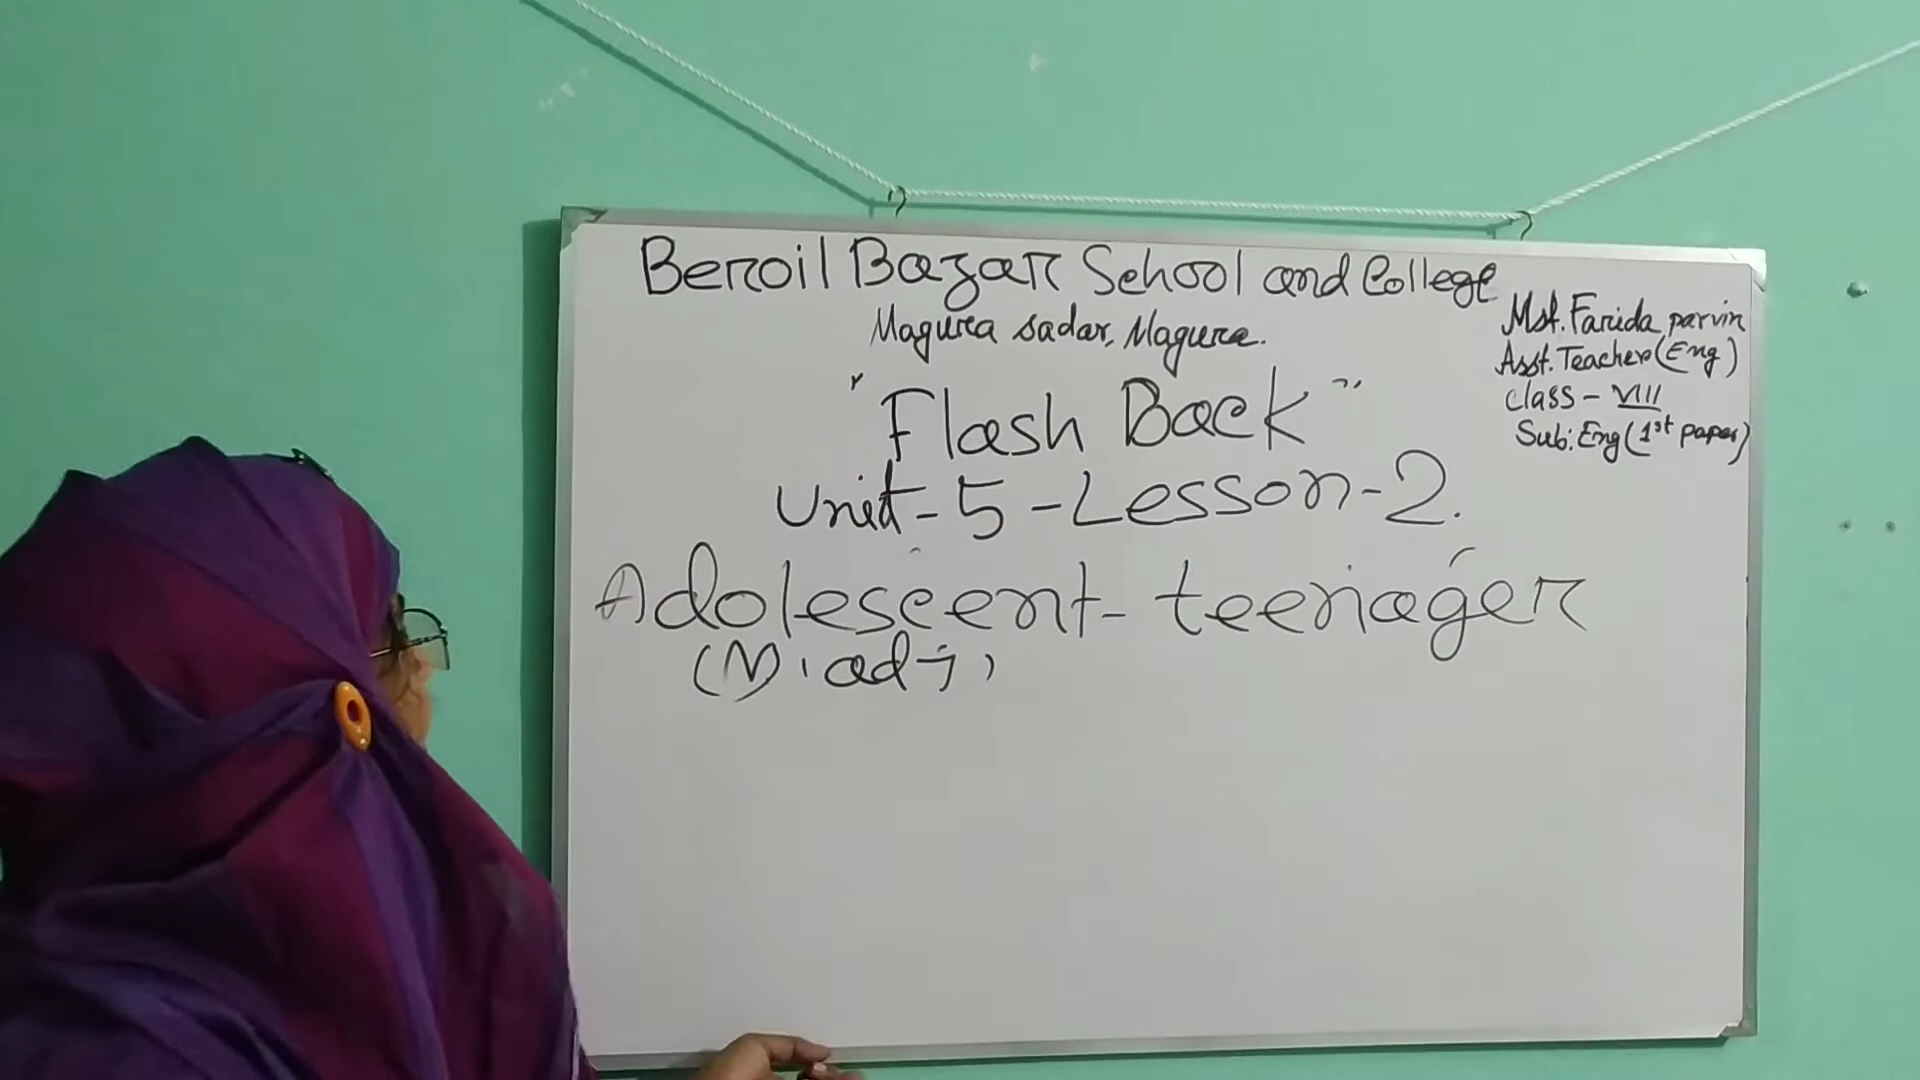 Beroil Bazar School and College
Magura sadar, Magura.
"Flash Back"
Unit-5-Lesson-2.
Mst. Farida parvin
Asst. Teacher (Eng)
Class - VIII
Sub: Eng (1st paper)
Adolescent- teenager
(N), adj,